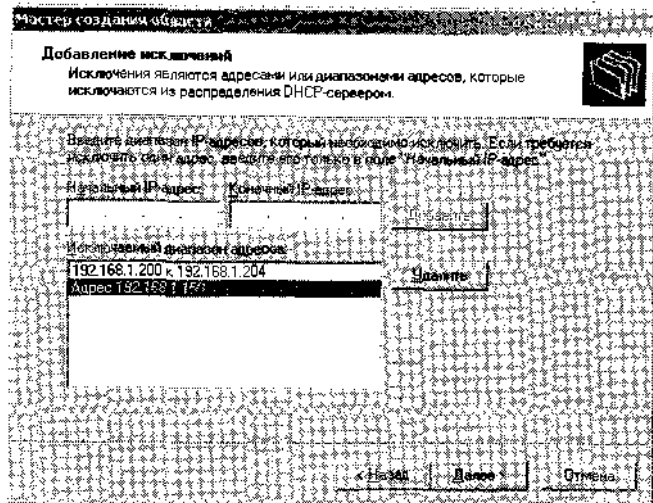 Мастер создания области
Добавление исключений
Исключения являются адресами или диапазонами адресов, которые
исключаются из распределения DHCP-сервером.
Введите диапазон IP-адресов, который необходимо исключить. Если требуется
исключить один адрес, введите его только в поле "Начальный IP-адрес".
Начальный IP-адрес: Конечный IP-адрес:
Добавить
Исключаемый диапазон адресов:
192.168.1.200 к 192.168.1.204
Удалить
Адрес 192.168.1.150
< Назад Далее > Отмена